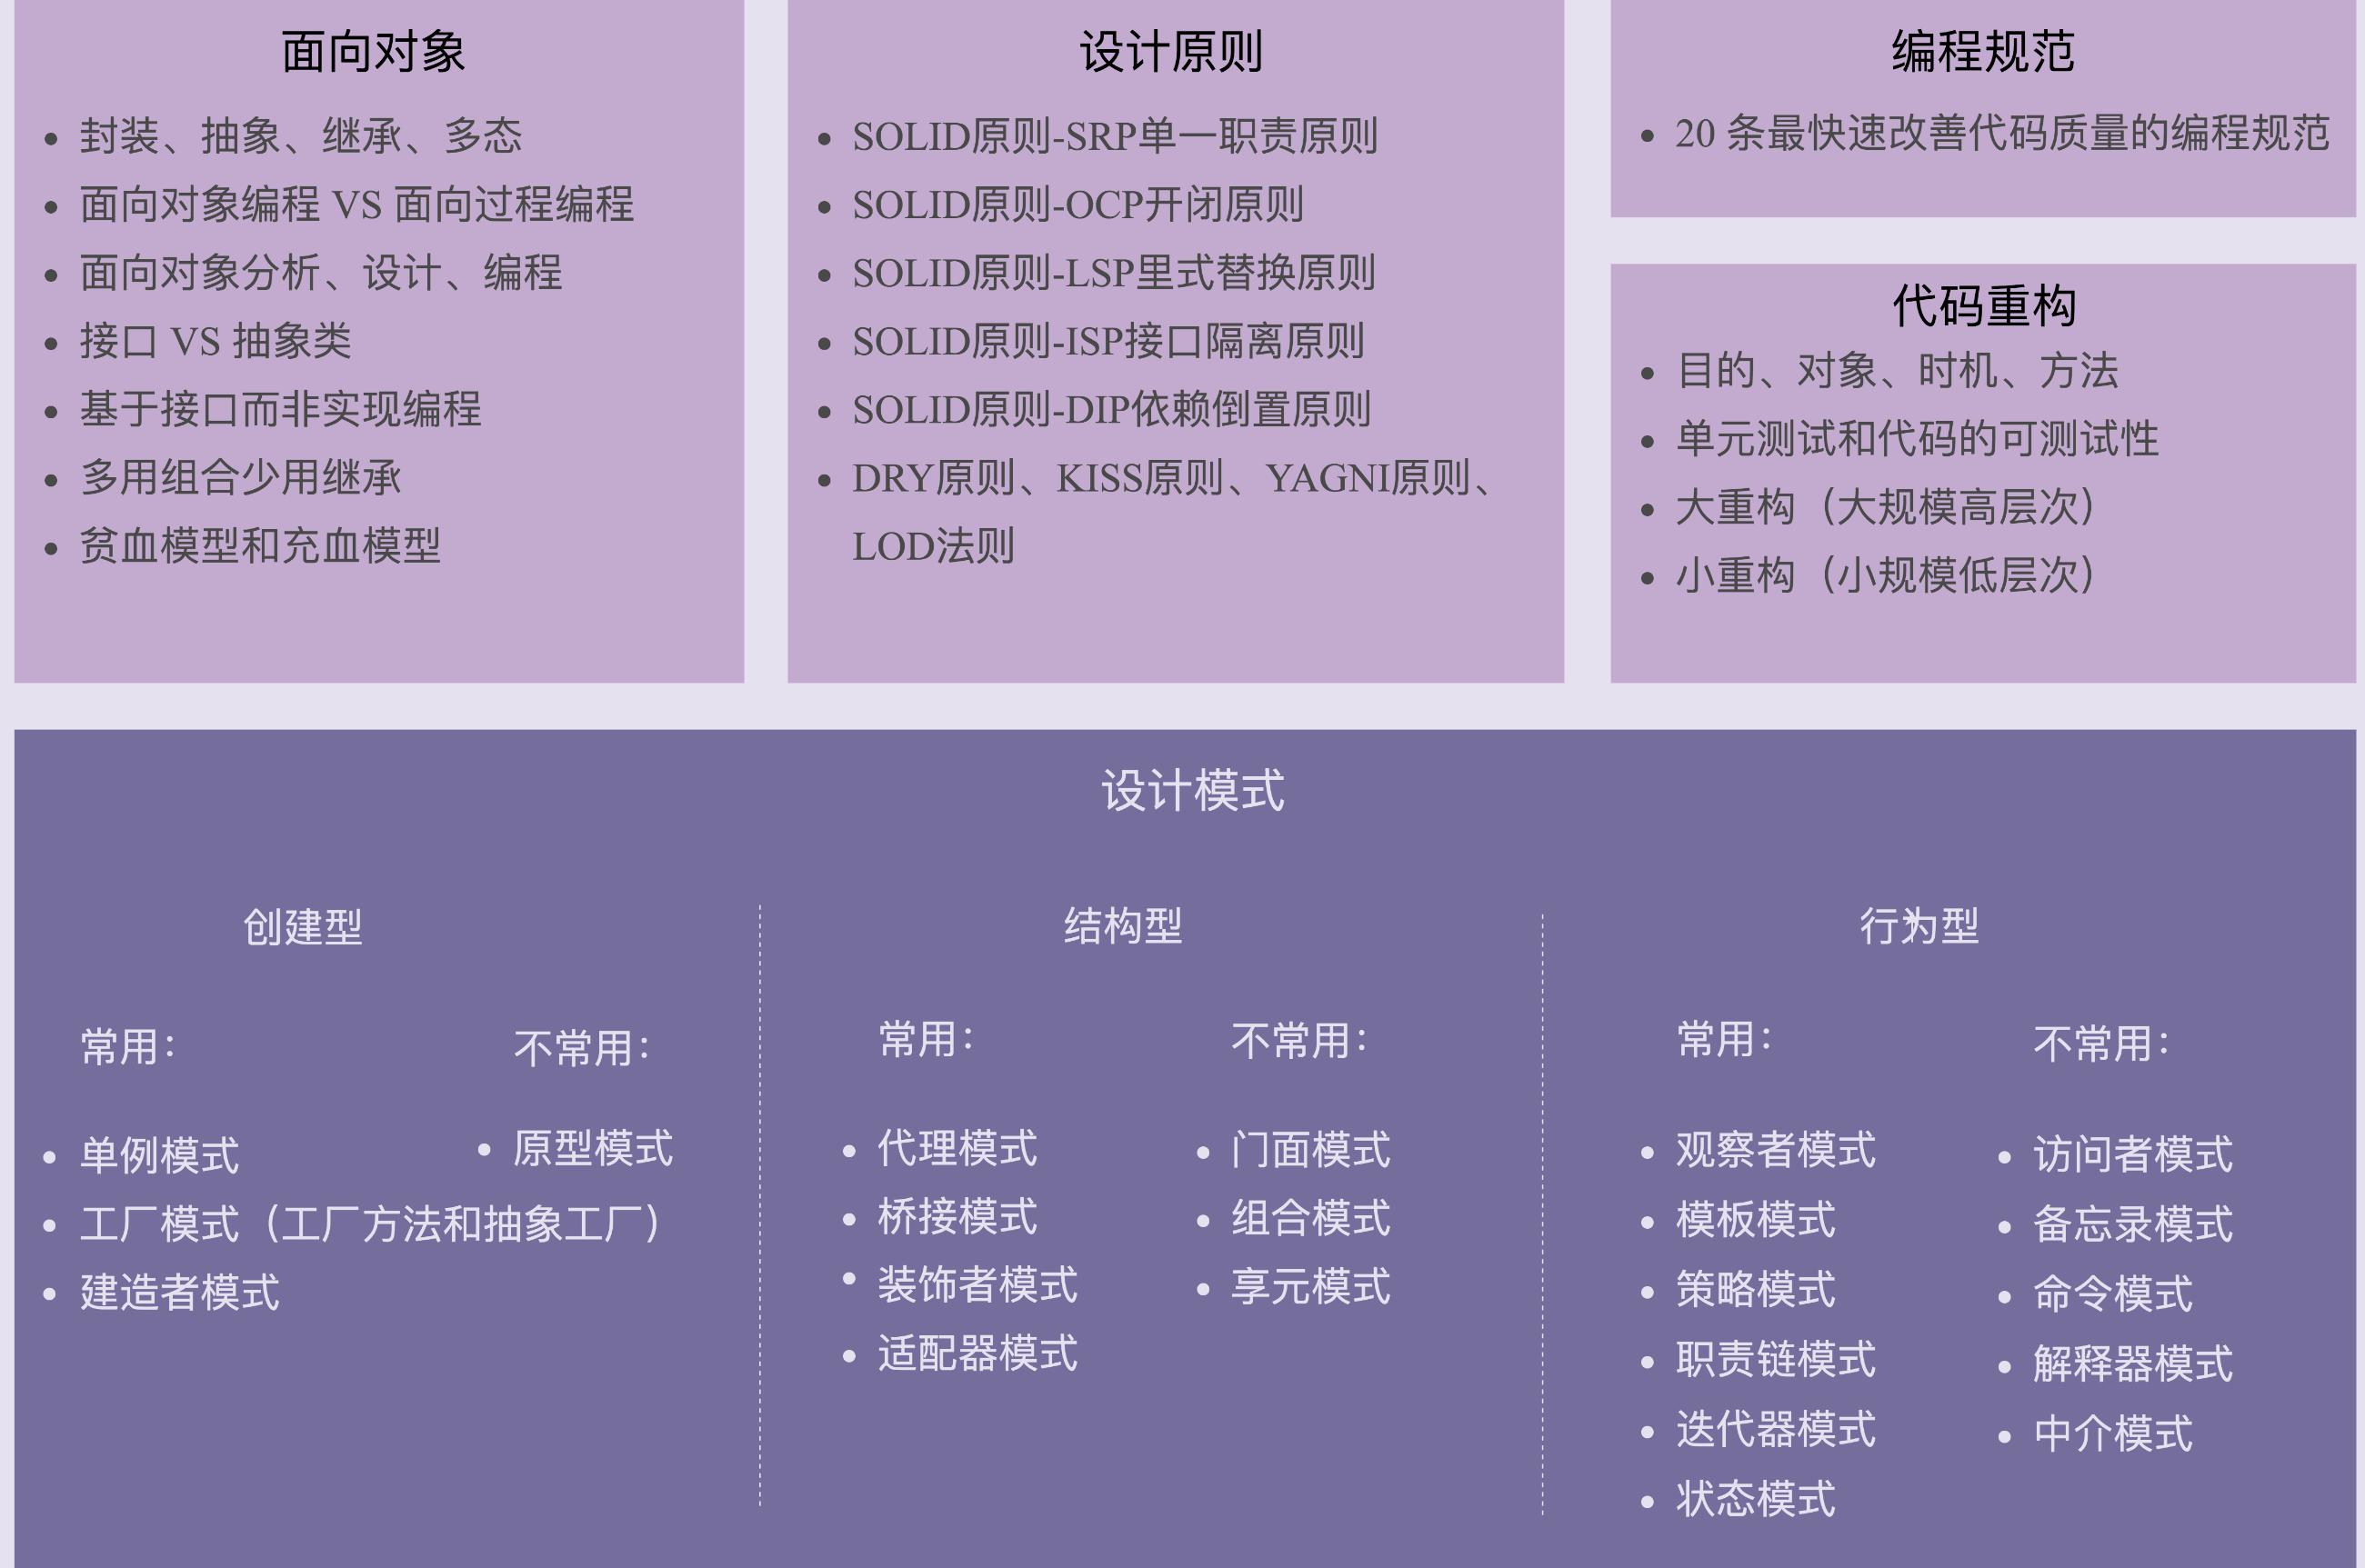 面向对象
• 封装、抽象、继承、多态
• 面向对象编程 VS 面向过程编程
• 面向对象分析、设计、编程
• 接口 VS 抽象类
• 基于接口而非实现编程
• 多用组合少用继承
• 贫血模型和充血模型
设计原则
• SOLID原则-SRP单一职责原则
• SOLID原则-OCP开闭原则
• SOLID原则-LSP里式替换原则
• SOLID原则-ISP接口隔离原则
• SOLID原则-DIP依赖倒置原则
• DRY原则、KISS原则、YAGNI原则、
LOD法则
编程规范
• 20 条最快速改善代码质量的编程规范
代码重构
• 目的、对象、时机、方法
• 单元测试和代码的可测试性
• 大重构（大规模高层次）
• 小重构（小规模低层次）
设计模式
创建型
常用：
• 单例模式
• 工厂模式（工厂方法和抽象工厂）
• 建造者模式
不常用：
• 原型模式
结构型
常用：
• 代理模式
• 桥接模式
• 装饰者模式
• 适配器模式
不常用：
• 门面模式
• 组合模式
• 享元模式
行为型
常用：
• 观察者模式
• 模板模式
• 策略模式
• 职责链模式
• 迭代器模式
• 状态模式
不常用：
• 访问者模式
• 备忘录模式
• 命令模式
• 解释器模式
• 中介模式